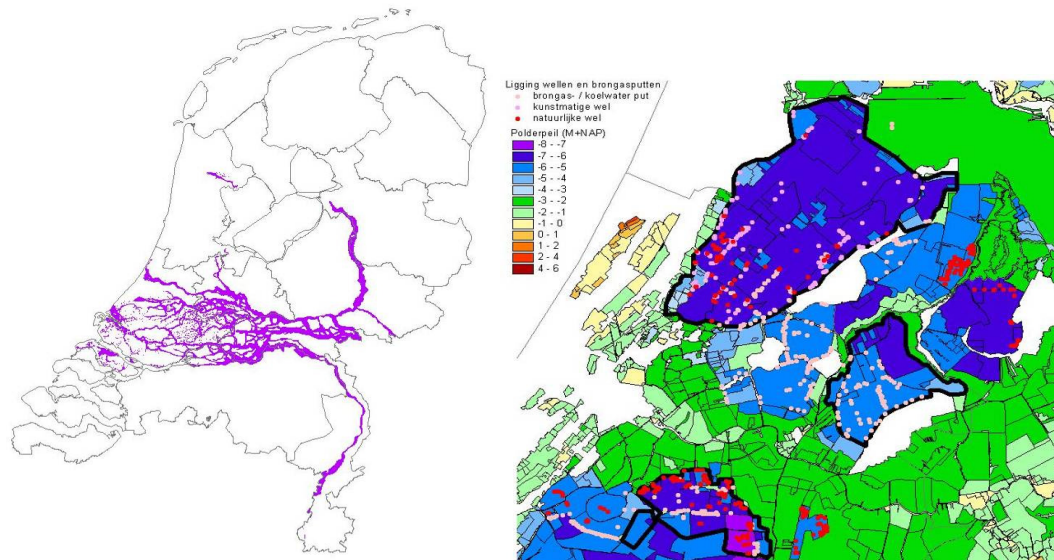 Ligging wellen en brongasputten
brongas- / koelwater put
kunstmatige wel
natuurlijke wel
Polderpeil (M+NAP)
-8 - -7
-7 - -6
-6 - -5
-5 - -4
-4 - -3
-3 - -2
-2 - -1
-1 - 0
0 - 1
1 - 2
2 - 4
4 - 6